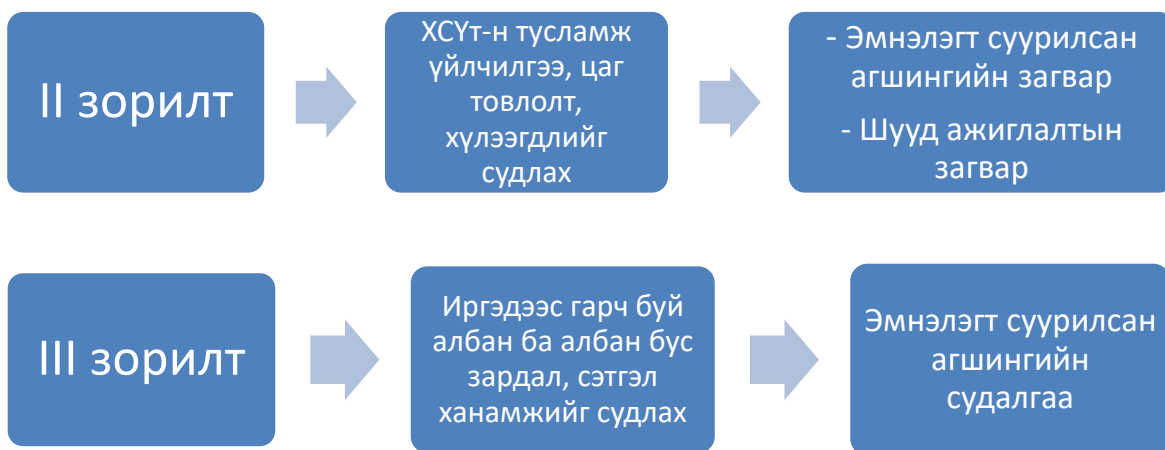 II зорилт
ХСҮт-н тусламж
үйлчилгээ, цаг
товлолт,
хүлээгдлийг
судлах
- Эмнэлэгт суурилсан
агшингийн загвар
- Шууд ажиглалтын
загвар
III зорилт
Иргэдээс гарч буй
албан ба албан бус
зардал, сэтгэл
ханамжийг судлах
Эмнэлэгт суурилсан
агшингийн
судалгаа